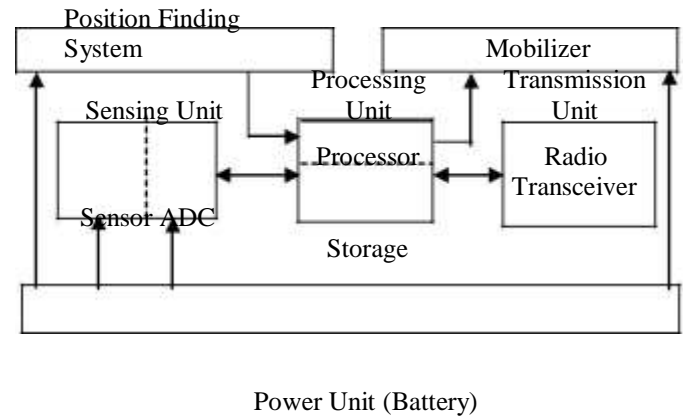 Position Finding
System
Mobilizer
Processing
Unit
Transmission
Unit
Sensing Unit
Processor
Radio
Transceiver
Sensor ADC
Storage
Power Unit (Battery)